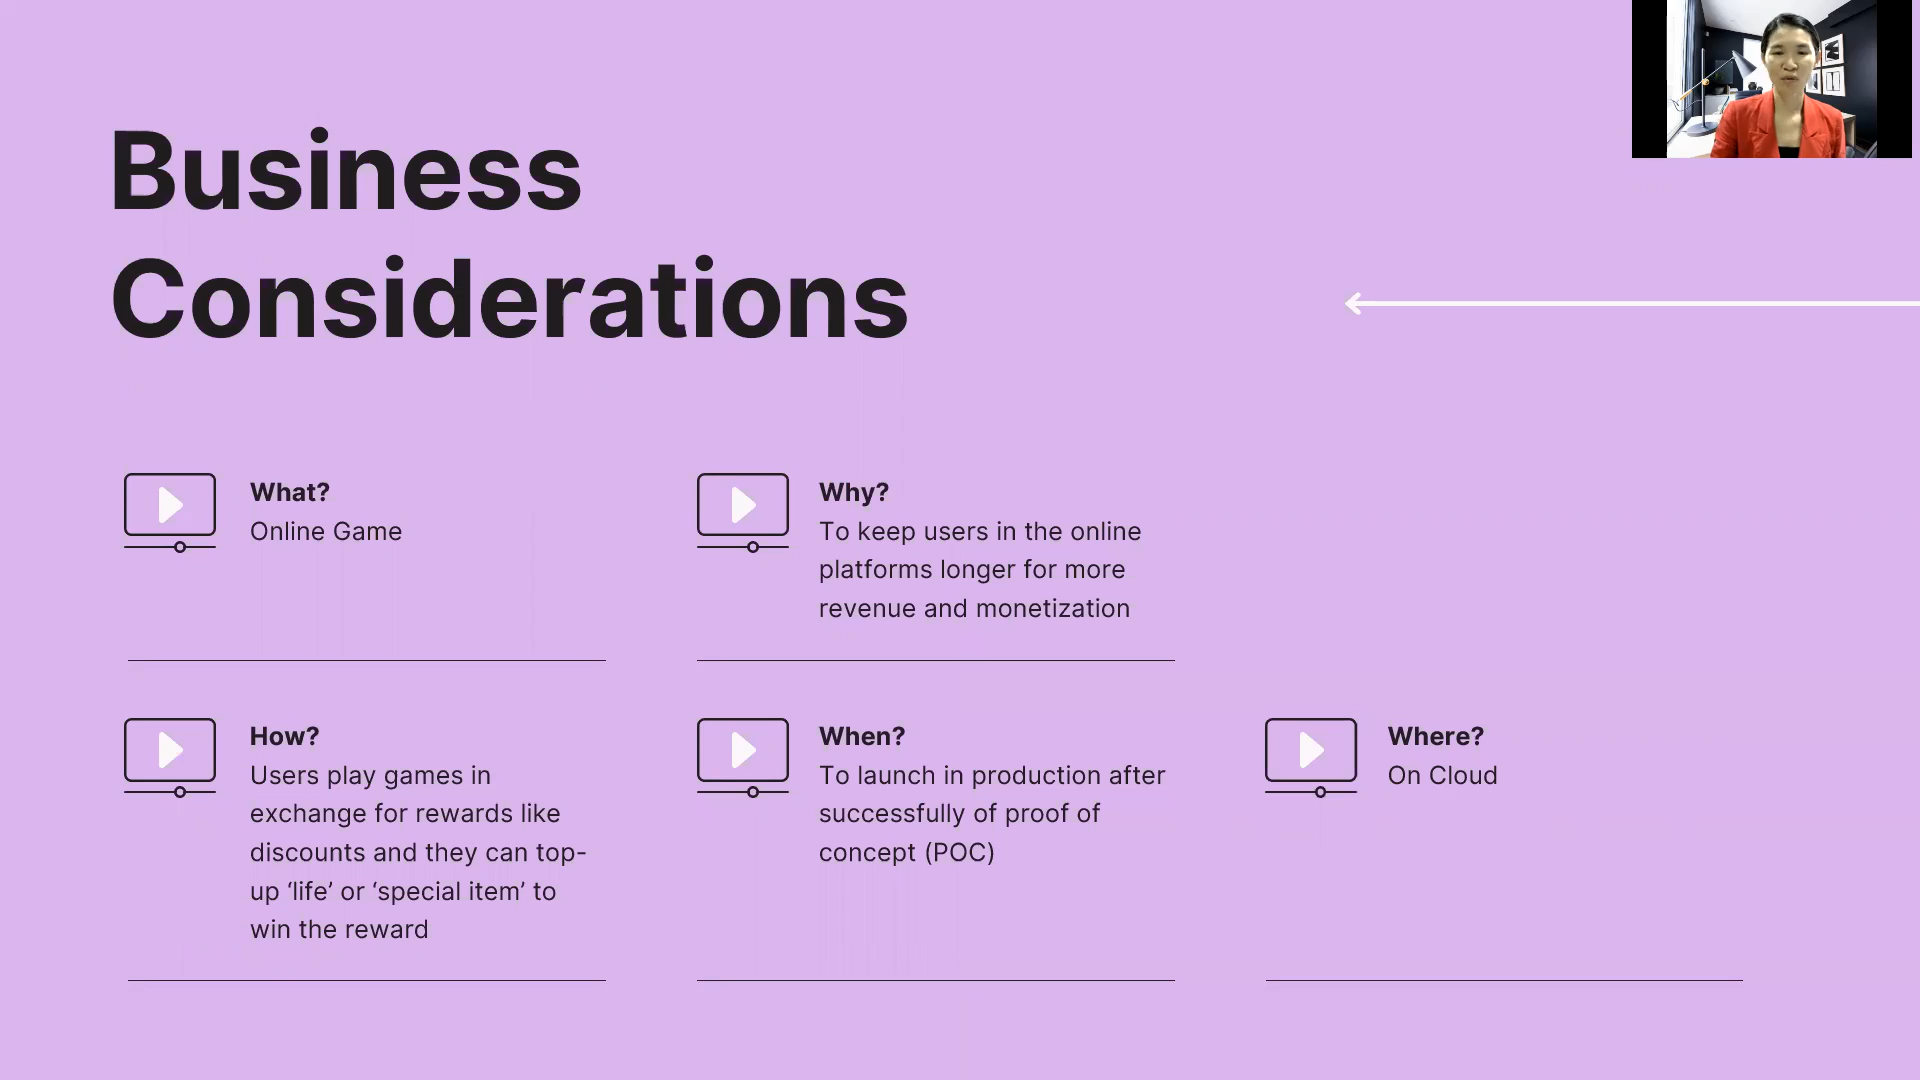 Business
Considerations
What?
Online Game
Why?
To keep users in the online
platforms longer for more
revenue and monetization
How?
Users play games in
exchange for rewards like
discounts and they can top-
up ‘life’ or ‘special item’ to
win the reward
When?
To launch in production after
successfully of proof of
concept (POC)
Where?
On Cloud